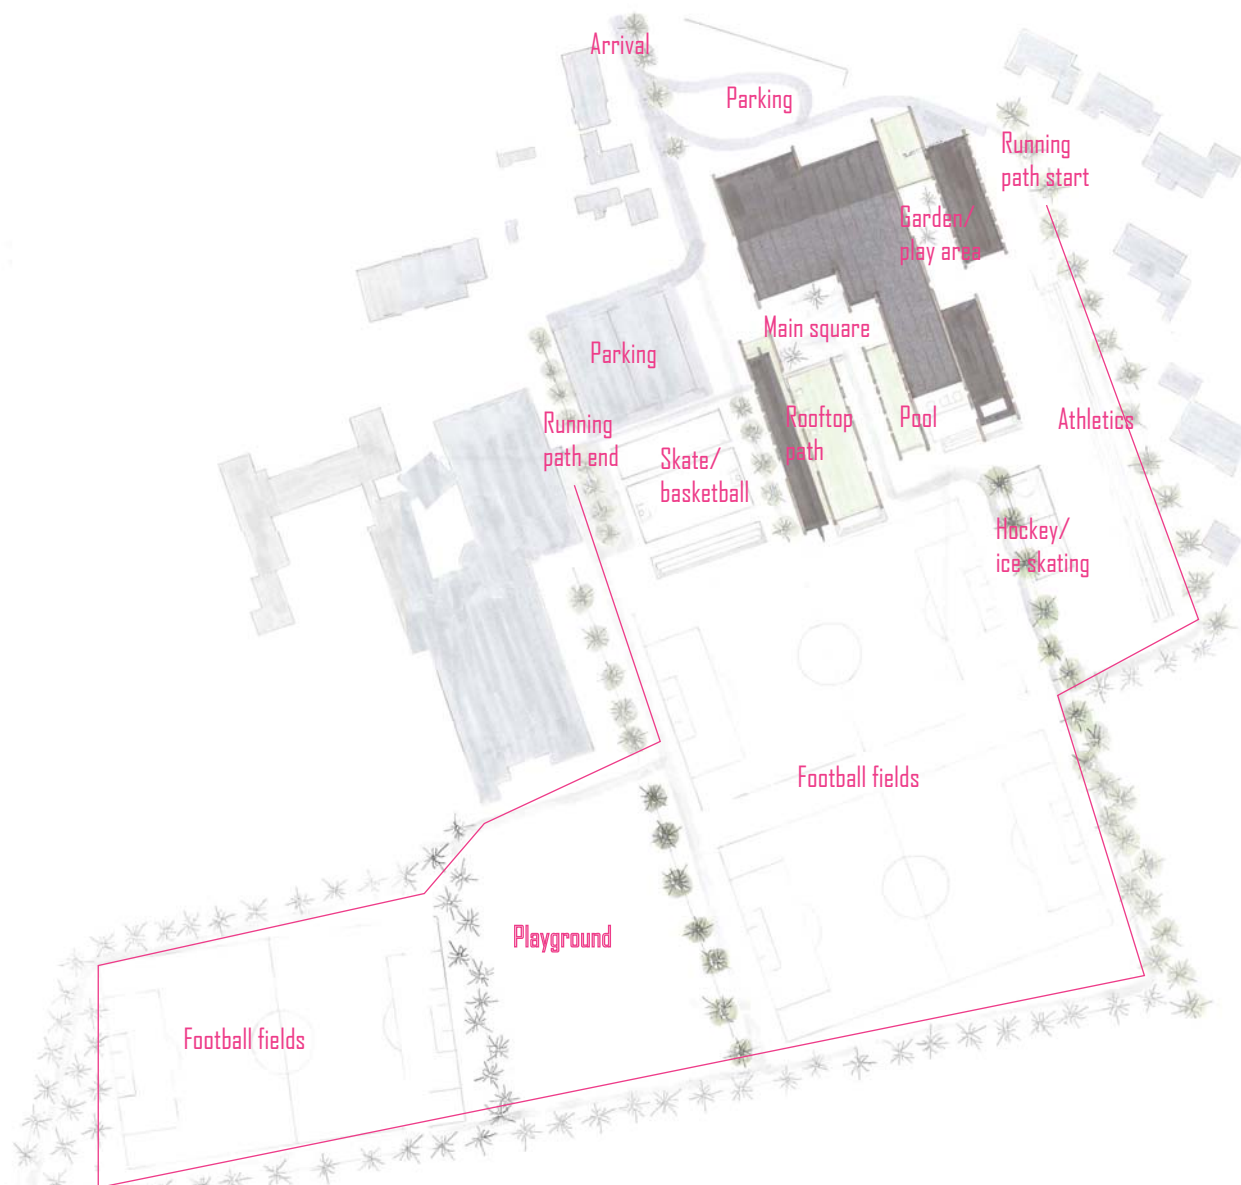 Arrival
Parking
Running
path start
Garden/
play area
Main square
Parking
Running
path end
Rooftop
path
Pool
Athletics
Skate/
basketball
Hockey/
ice skating
Football fields
Playground
Football fields